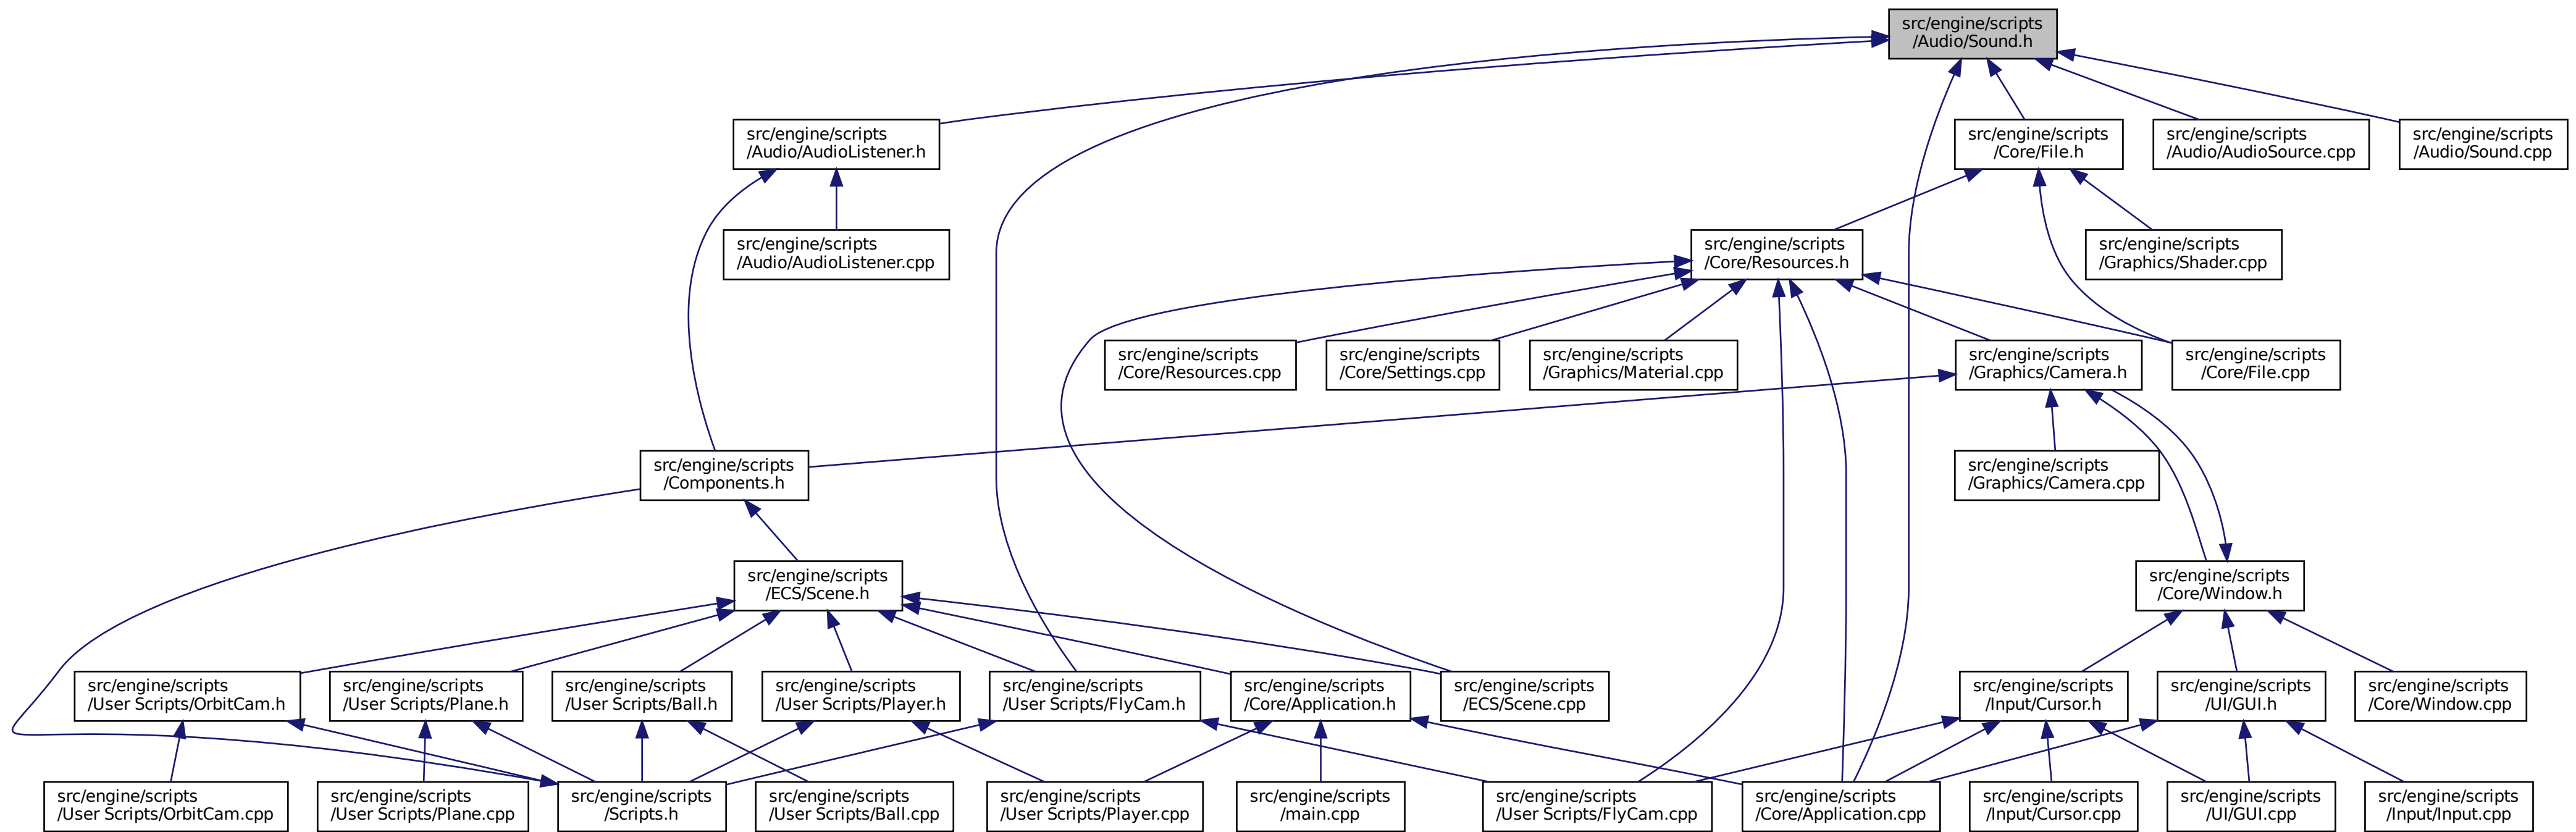 src/engine/scripts
/Audio/Sound.h
src/engine/scripts
/Audio/AudioListener.h
src/engine/scripts
/Core/File.h
src/engine/scripts
/Audio/AudioSource.cpp
src/engine/scripts
/Audio/Sound.cpp
src/engine/scripts
/Audio/AudioListener.cpp
src/engine/scripts
/Core/Resources.h
src/engine/scripts
/Graphics/Shader.cpp
src/engine/scripts
/Core/Resources.cpp
src/engine/scripts
/Core/Settings.cpp
src/engine/scripts
/Graphics/Material.cpp
src/engine/scripts
/Graphics/Camera.h
src/engine/scripts
/Core/File.cpp
src/engine/scripts
/Components.h
src/engine/scripts
/Graphics/Camera.cpp
src/engine/scripts
/ECS/Scene.h
src/engine/scripts
/Core/Window.h
src/engine/scripts
/User Scripts/OrbitCam.h
src/engine/scripts
/User Scripts/Plane.h
src/engine/scripts
/User Scripts/Ball.h
src/engine/scripts
/User Scripts/Player.h
src/engine/scripts
/User Scripts/FlyCam.h
src/engine/scripts
/Core/Application.h
src/engine/scripts
/ECS/Scene.cpp
src/engine/scripts
/Input/Cursor.h
src/engine/scripts
/UI/GUI.h
src/engine/scripts
/Core/Window.cpp
src/engine/scripts
/User Scripts/OrbitCam.cpp
src/engine/scripts
/User Scripts/Plane.cpp
src/engine/scripts
/Scripts.h
src/engine/scripts
/User Scripts/Ball.cpp
src/engine/scripts
/User Scripts/Player.cpp
src/engine/scripts
/main.cpp
src/engine/scripts
/User Scripts/FlyCam.cpp
src/engine/scripts
/Core/Application.cpp
src/engine/scripts
/Input/Cursor.cpp
src/engine/scripts
/UI/GUI.cpp
src/engine/scripts
/Input/Input.cpp